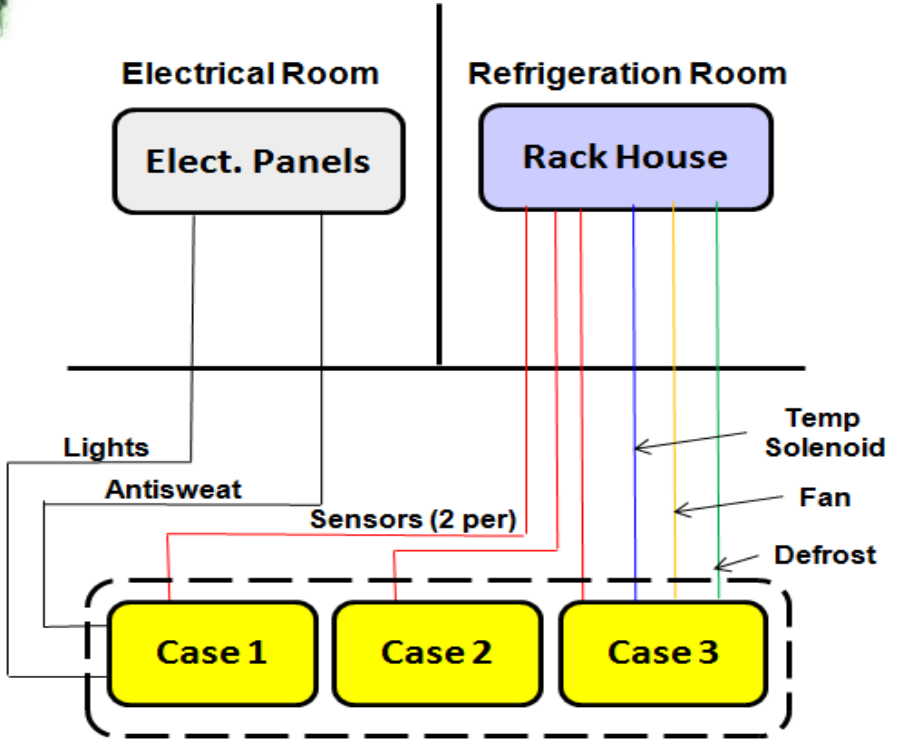 Electrical Room
Refrigeration Room
Elect. Panels
Rack House
Lights
Antisweat
Sensors (2 per)
Temp
Solenoid
Fan
Defrost
Case 1
Case 2
Case 3